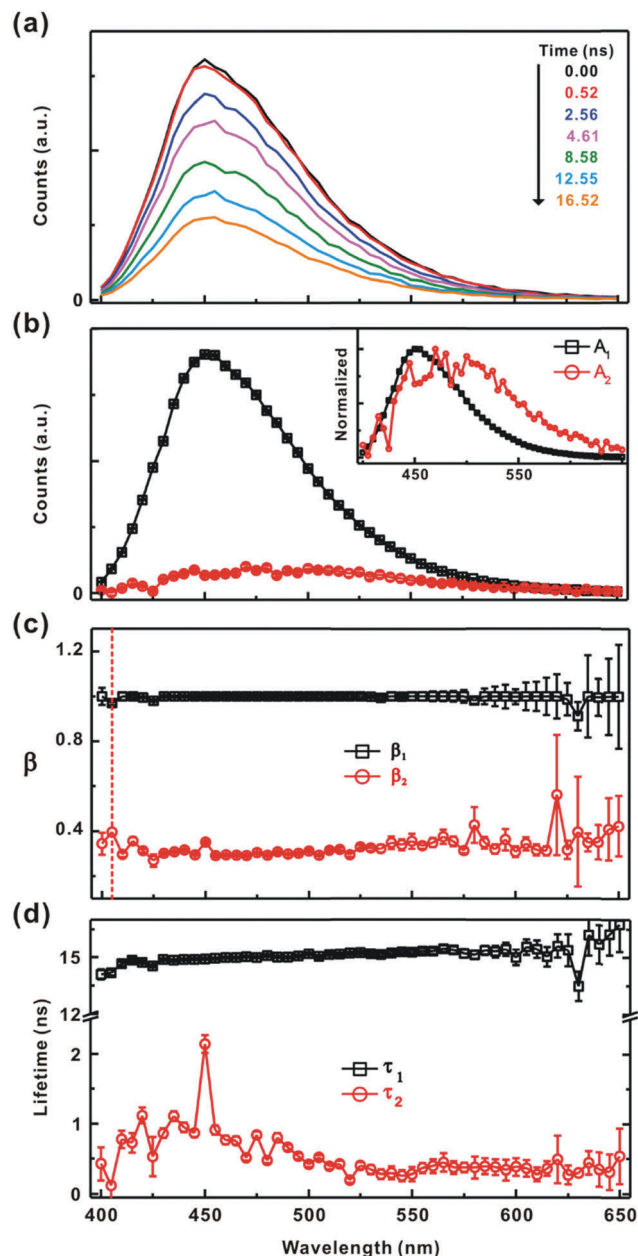 (a)
Time (ns)
0.00
0.52
2.56
4.61
8.58
12.55
16.52
Counts (a.u.)
0
(b)
A1
A2
Normalized
450 550
Counts (a.u.)
0
(c)
1.2
0.8
0.4
β
β1
β2
(d)
15
12
2
1
0
Lifetime (ns)
τ1
τ2
400 450 500 550 600 650
Wavelength (nm)